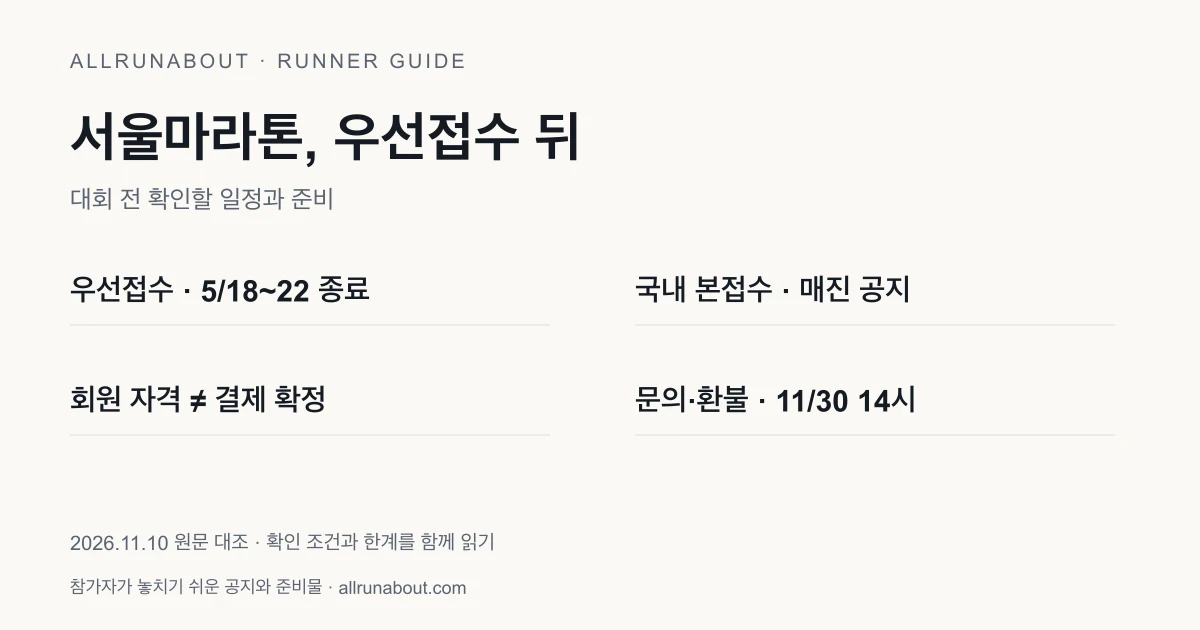 ALLRUNABOUT · RUNNER GUIDE
서울마라톤, 우선접수 뒤
대회 전 확인할 일정과 준비
우선접수 · 5/18~22 종료
국내 본접수 · 매진 공지
회원 자격 ≠ 결제 확정
문의·환불 · 11/30 14시
2026.11.10 원문 대조 · 확인 조건과 한계를 함께 읽기
참가자가 놓치기 쉬운 공지와 준비물 · allrunabout.com